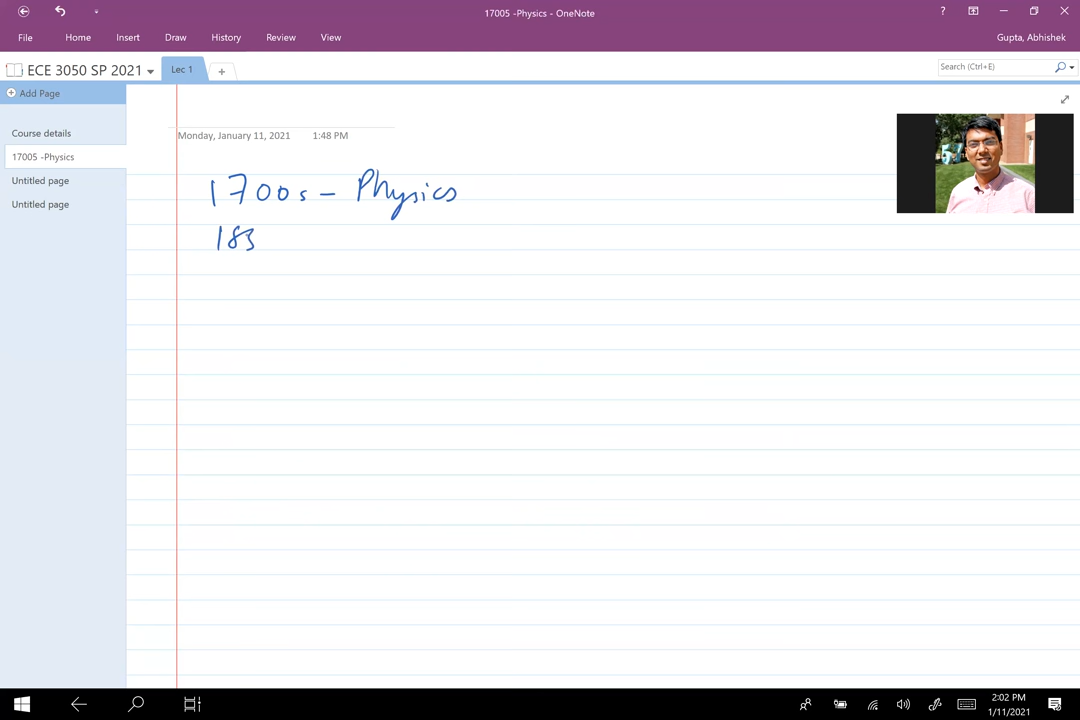 17005 -Physics - OneNote
?
File Home Insert Draw History Review View
Gupta, Abhishek
ECE 3050 SP 2021
Lec 1
+
Search (Ctrl+E)
Add Page
Course details
17005 -Physics
Untitled page
Untitled page
Monday, January 11, 2021 1:48 PM
1700s - Physics
183
2:02 PM
1/11/2021